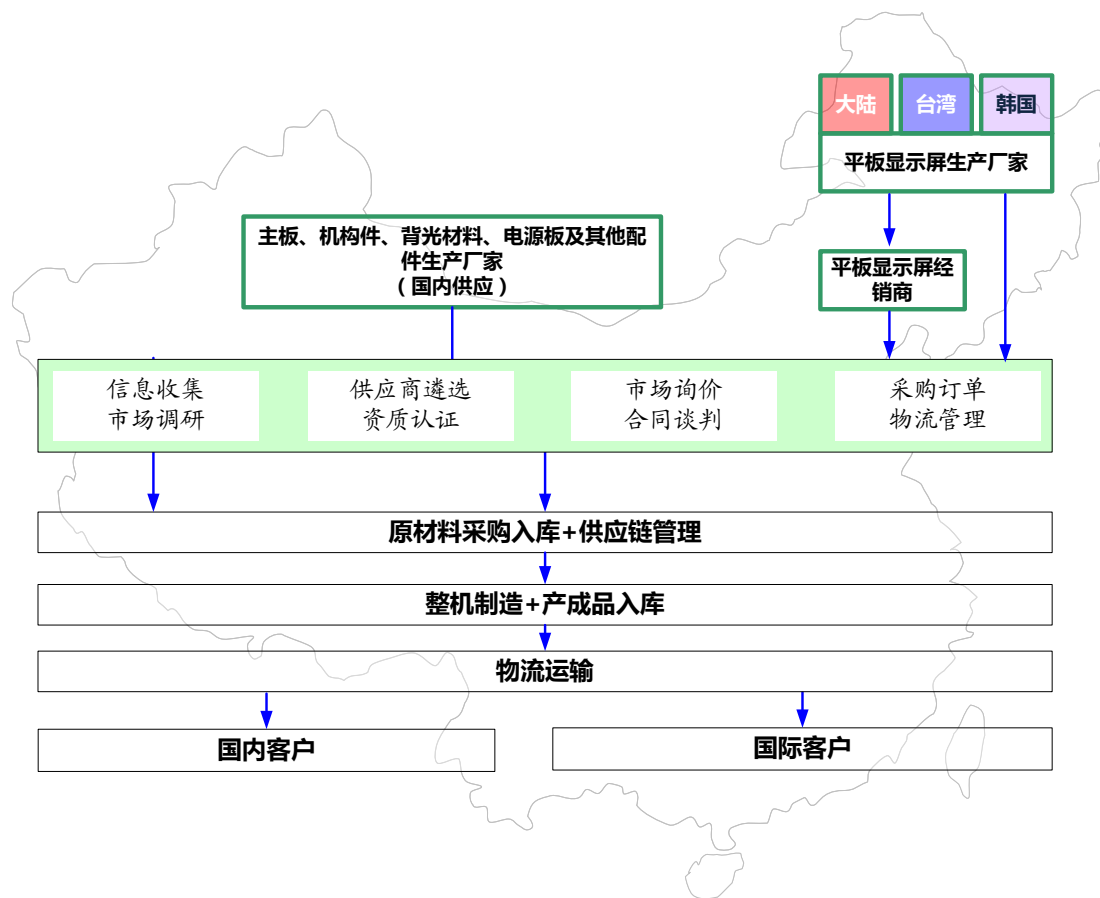 大陆
台湾
韩国
平板显示屏生产厂家
主板、机构件、背光材料、电源板及其他配
件生产厂家
（国内供应）
平板显示屏经
销商
信息收集
市场调研
供应商遴选
资质认证
市场询价
合同谈判
采购订单
物流管理
原材料采购入库+供应链管理
整机制造+产成品入库
物流运输
国内客户
国际客户